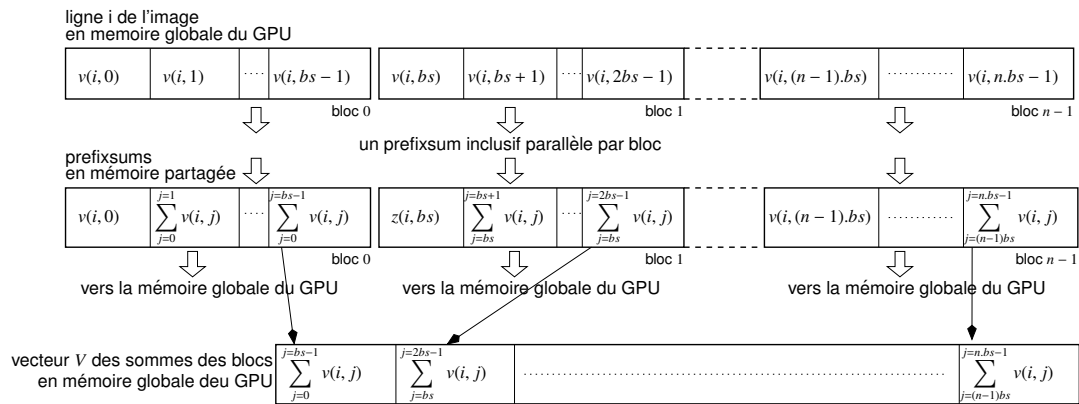 ligne i de l'image
en memoire globale du GPU
v(i, 0) v(i, 1) ···· v(i, bs − 1) v(i, bs) v(i, bs + 1) ···· v(i, 2bs − 1) v(i, (n − 1).bs) ············ v(i, n.bs − 1)
bloc 0 bloc 1 bloc n − 1
un prefixsum inclusif parallèle par bloc
prefixsums
en mémoire partagée
v(i, 0) ∑_{j=0}^{j=1} v(i, j) ···· ∑_{j=0}^{j=bs−1} v(i, j) z(i, bs) ∑_{j=bs}^{j=bs+1} v(i, j) ···· ∑_{j=bs}^{j=2bs−1} v(i, j) v(i, (n − 1).bs) ············ ∑_{j=(n−1)bs}^{j=n.bs−1} v(i, j)
bloc 0 bloc 1 bloc n − 1
vers la mémoire globale du GPU vers la mémoire globale du GPU vers la mémoire globale du GPU
vecteur V des sommes des blocs
en mémoire globale deu GPU
∑_{j=0}^{j=bs−1} v(i, j) ∑_{j=bs}^{j=2bs−1} v(i, j) ···································· ∑_{j=(n−1)bs}^{j=n.bs−1} v(i, j)